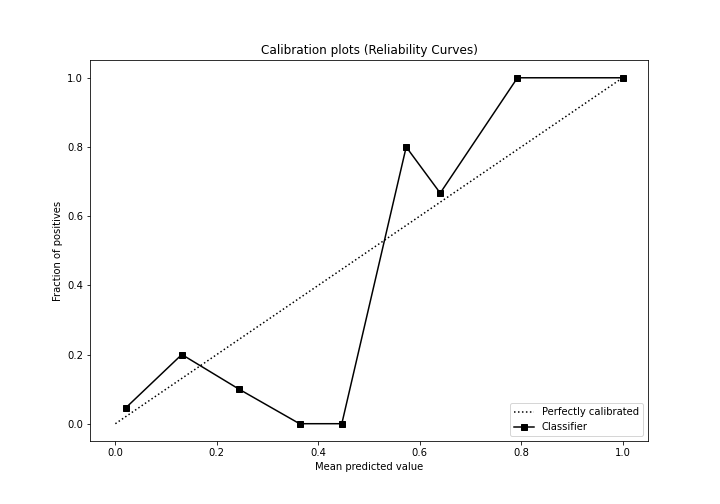 Calibration plots (Reliability Curves)
1.0
0.8
0.6
0.4
0.2
0.0
Fraction of positives
Perfectly calibrated
Classifier
0.0 0.2 0.4 0.6 0.8 1.0
Mean predicted value